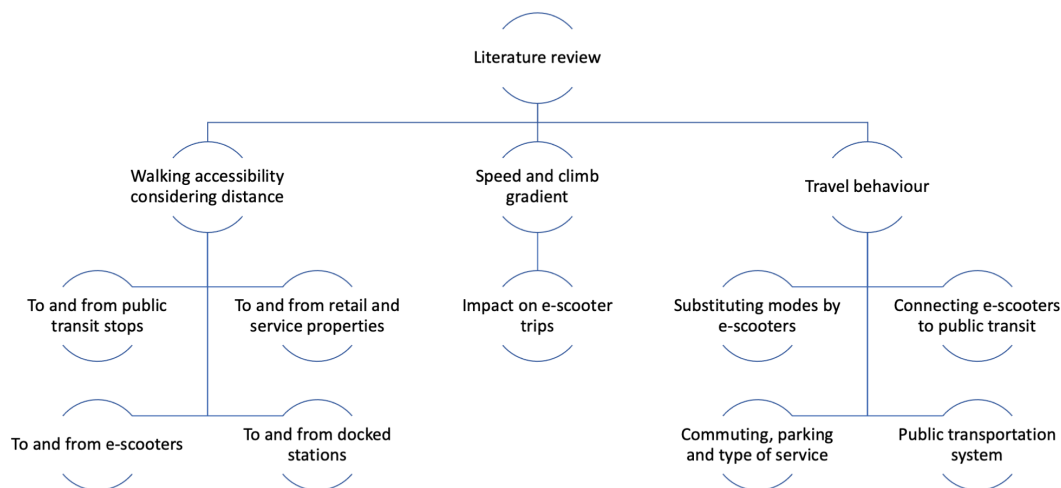 Literature review
Walking accessibility
considering distance
Speed and climb
gradient
Travel behaviour
To and from public
transit stops
To and from retail and
service properties
Impact on e-scooter
trips
Substituting modes by
e-scooters
Connecting e-scooters
to public transit
To and from e-scooters
To and from docked
stations
Commuting, parking
and type of service
Public transportation
system